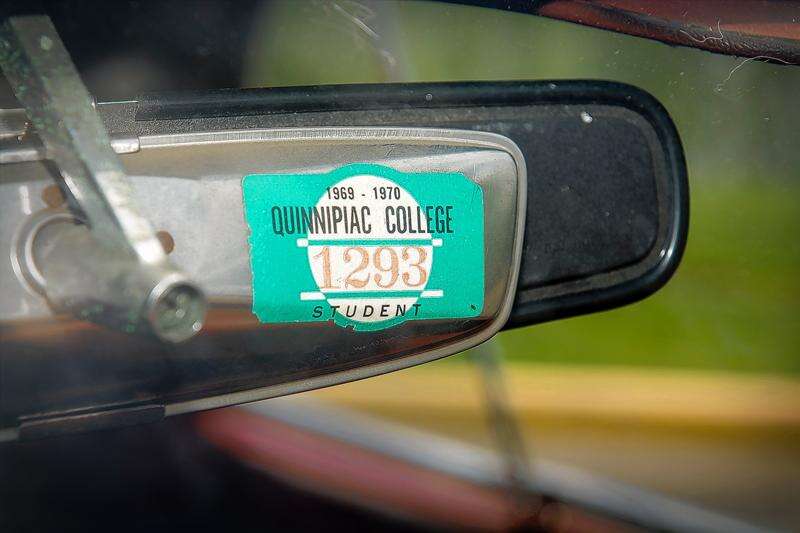 1969 - 1970
QUINNIPIAC COLLEGE
1293
STUDENT